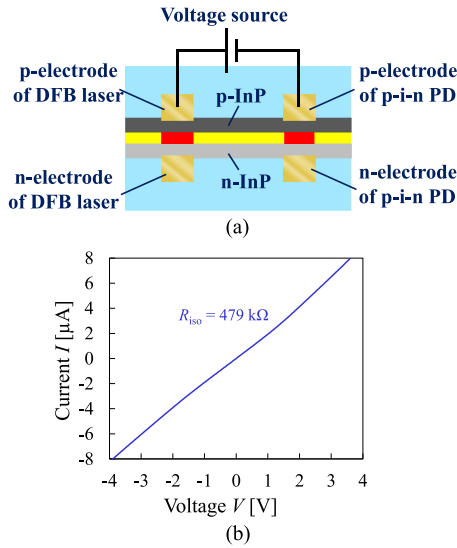 Voltage source
p-electrode
of DFB laser
p-electrode
of p-i-n PD
p-InP
n-InP
n-electrode
of DFB laser
n-electrode
of p-i-n PD
(a)
8
6
4
2
0
-2
-4
-6
-8
Current I [μA]
R_iso = 479 kΩ
-4 -3 -2 -1 0 1 2 3 4
Voltage V [V]
(b)